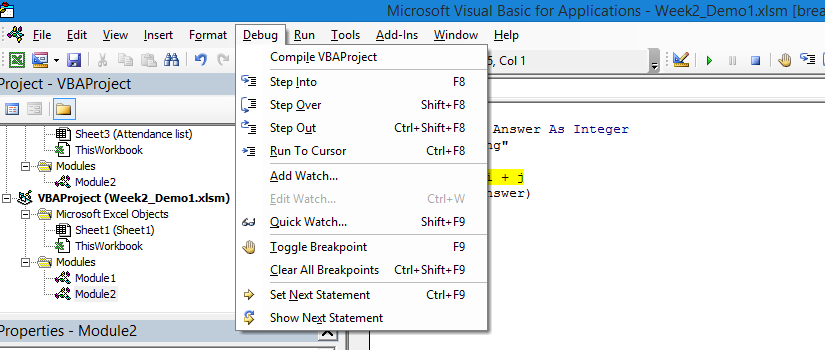 Microsoft Visual Basic for Applications - Week2_Demo1.xlsm [brea
File Edit View Insert Format Debug Run Tools Add-Ins Window Help
Compile VBAProject
Step Into F8
Step Over Shift+F8
Step Out Ctrl+Shift+F8
Run To Cursor Ctrl+F8
Add Watch...
Edit Watch... Ctrl+W
Quick Watch... Shift+F9
Toggle Breakpoint F9
Clear All Breakpoints Ctrl+Shift+F9
Set Next Statement Ctrl+F9
Show Next Statement
, Col 1
Project - VBAProject
Sheet3 (Attendance list)
ThisWorkbook
Modules
Module2
VBAProject (Week2_Demo1.xlsm)
Microsoft Excel Objects
Sheet1 (Sheet1)
ThisWorkbook
Modules
Module1
Module2
Properties - Module2
X
Answer As Integer
ng"
i + j
nswer)